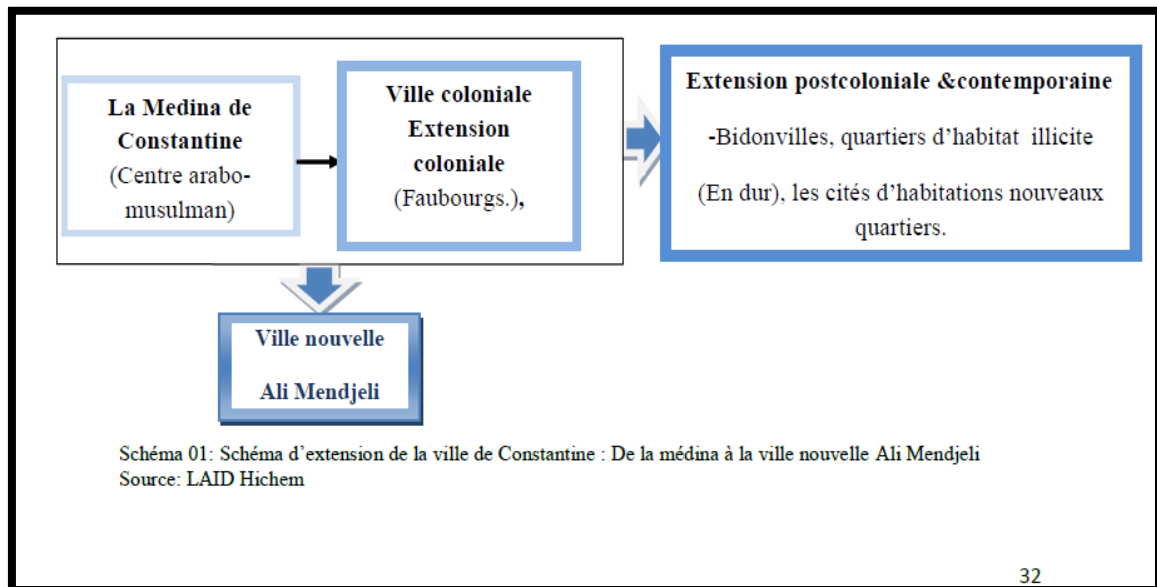 La Medina de
Constantine
(Centre arabo-
musulman)
Ville coloniale
Extension
coloniale
(Faubourgs.),
Extension postcoloniale &contemporaine
-Bidonvilles, quartiers d’habitat illicite
(En dur), les cités d’habitations nouveaux
quartiers.
Ville nouvelle
Ali Mendjeli
Schéma 01: Schéma d’extension de la ville de Constantine : De la médina à la ville nouvelle Ali Mendjeli
Source: LAID Hichem
32